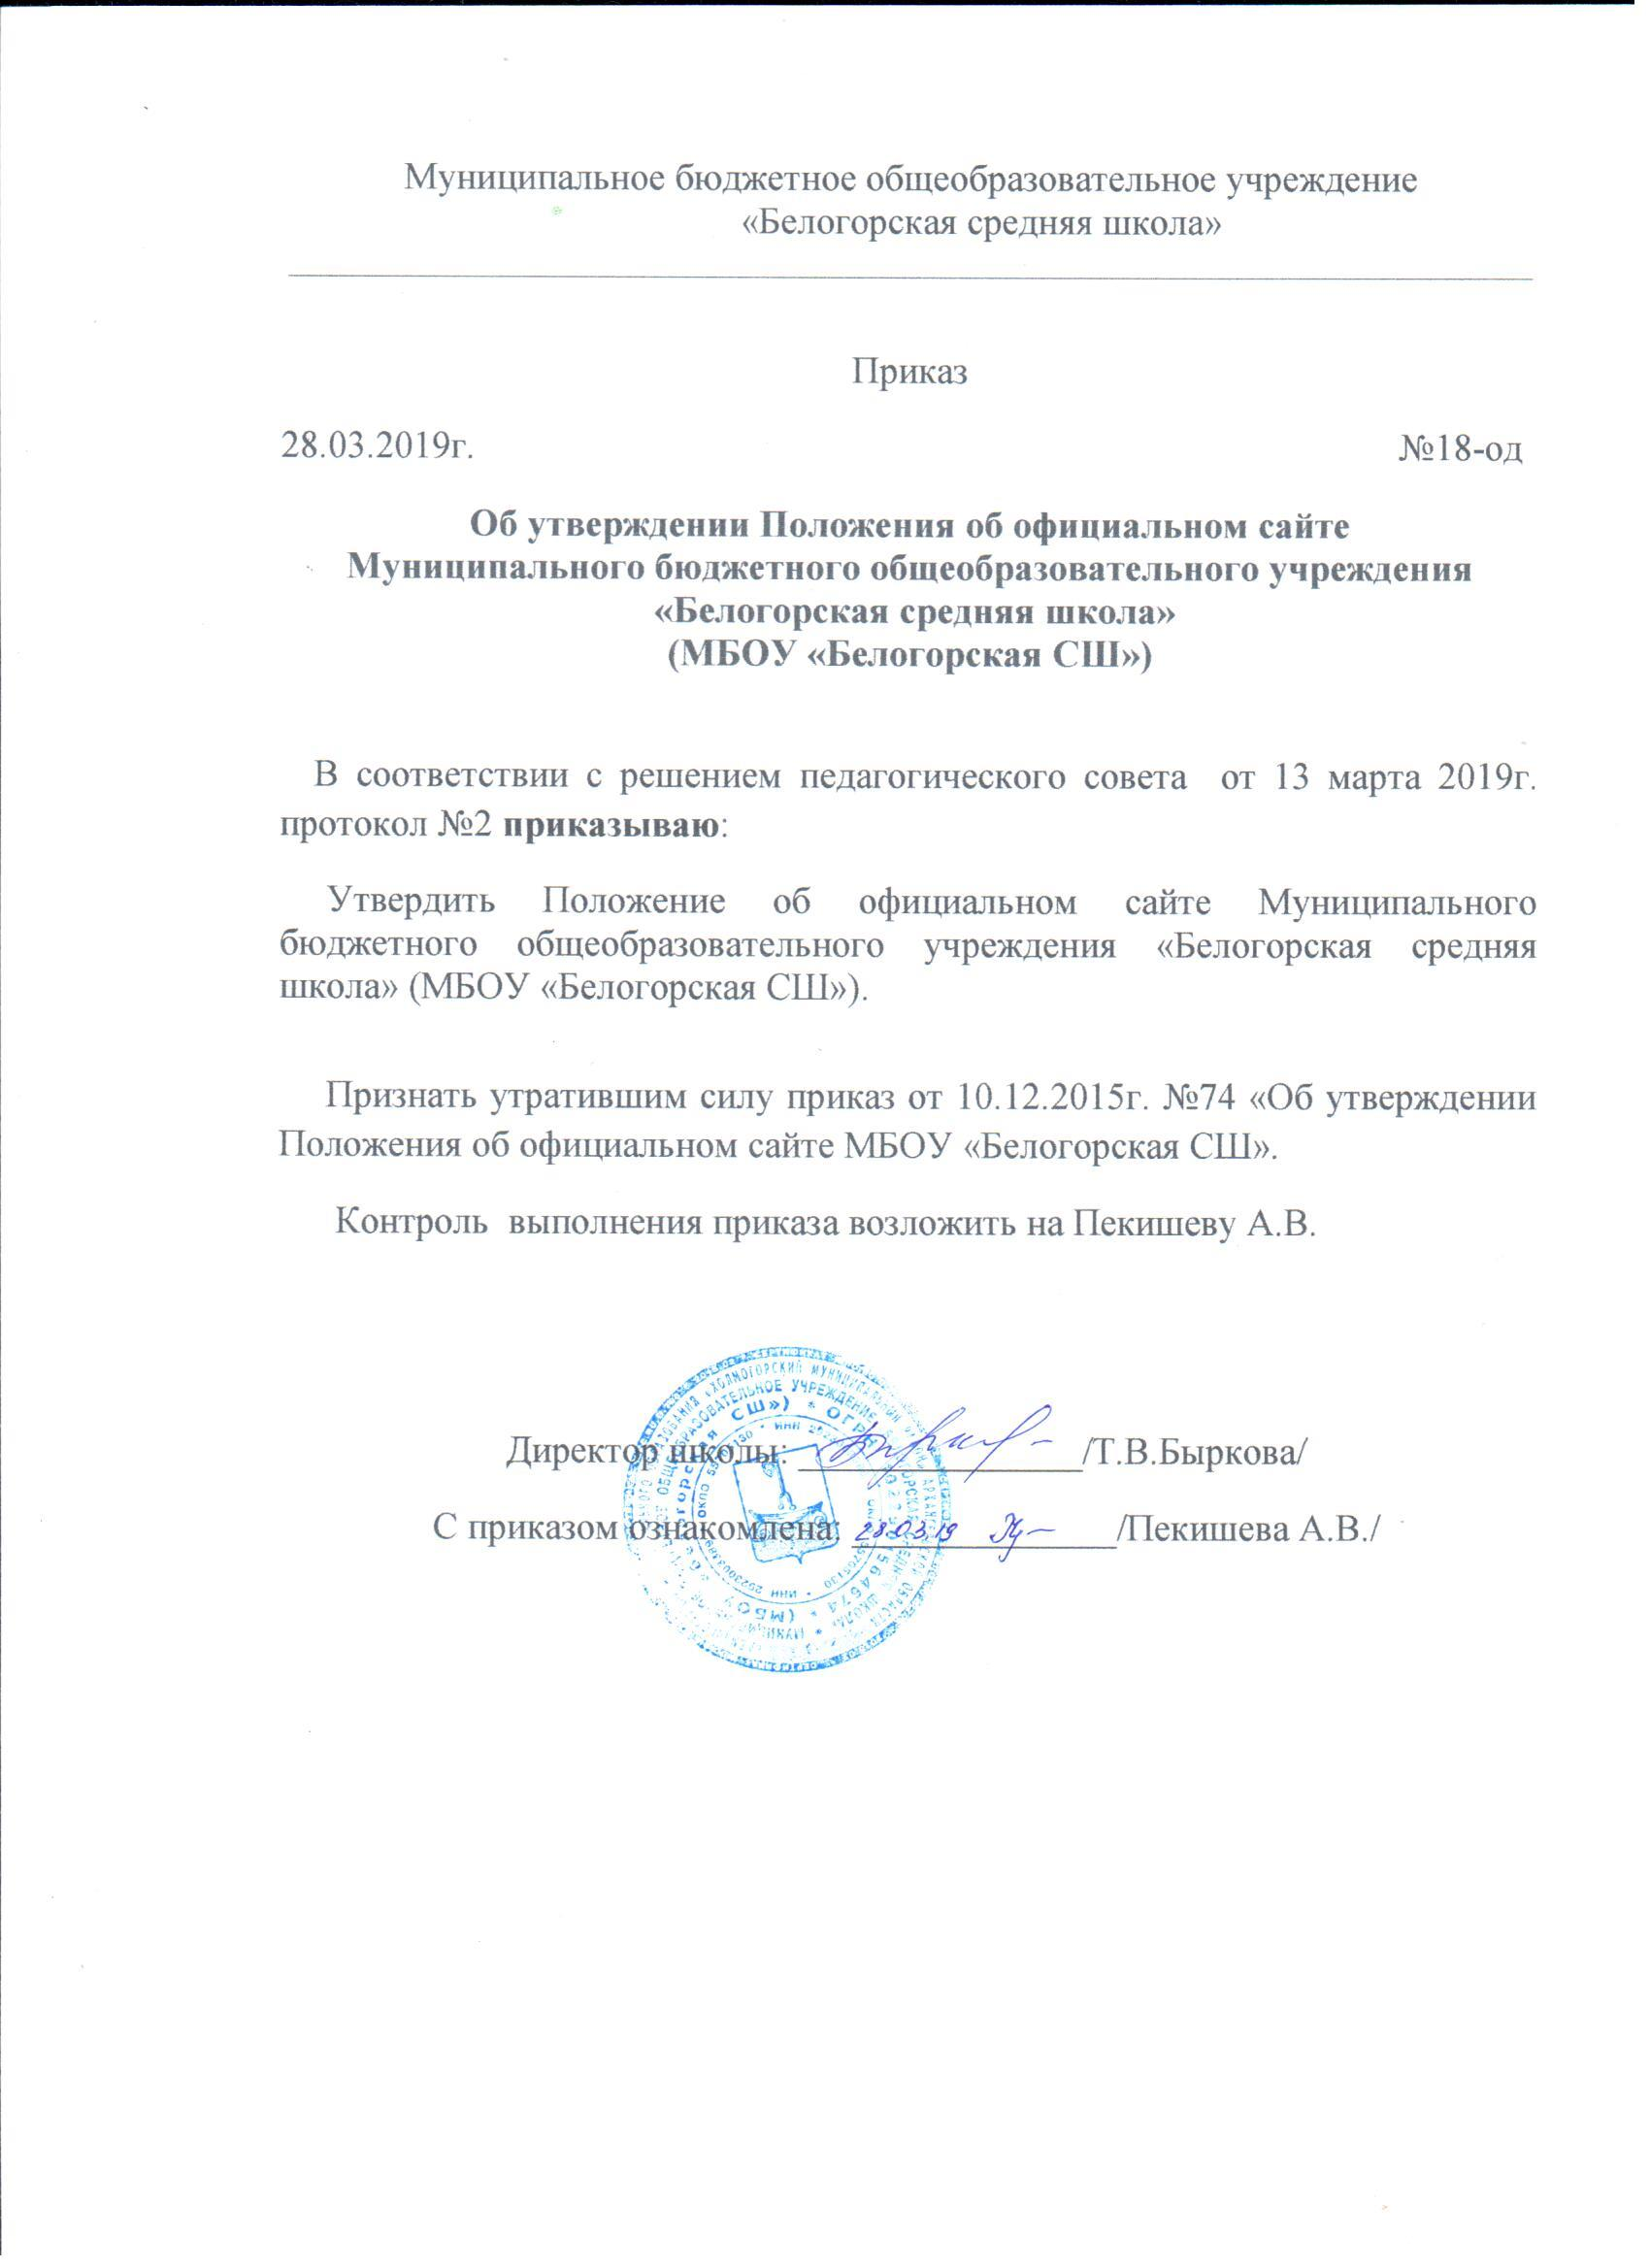 Муниципальное бюджетное общеобразовательное учреждение
«Белогорская средняя школа»
Приказ
28.03.2019г. №18-од
Об утверждении Положения об официальном сайте
Муниципального бюджетного общеобразовательного учреждения
«Белогорская средняя школа»
(МБОУ «Белогорская СШ»)
В соответствии с решением педагогического совета от 13 марта 2019г.
протокол №2 приказываю:
Утвердить Положение об официальном сайте Муниципального
бюджетного общеобразовательного учреждения «Белогорская средняя
школа» (МБОУ «Белогорская СШ»).
Признать утратившим силу приказ от 10.12.2015г. №74 «Об утверждении
Положения об официальном сайте МБОУ «Белогорская СШ».
Контроль выполнения приказа возложить на Пекишеву А.В.
Директор школы: /Т.В.Быркова/
С приказом ознакомлена: 28.03.19 /Пекишева А.В./